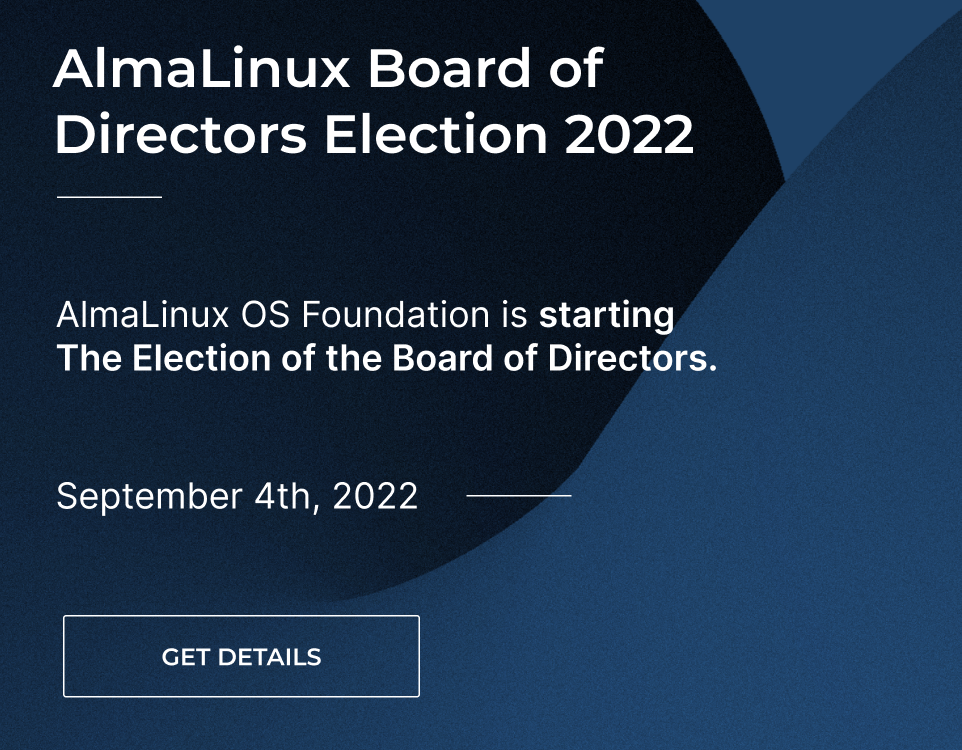 AlmaLinux Board of
Directors Election 2022
AlmaLinux OS Foundation is starting
The Election of the Board of Directors.
September 4th, 2022
GET DETAILS